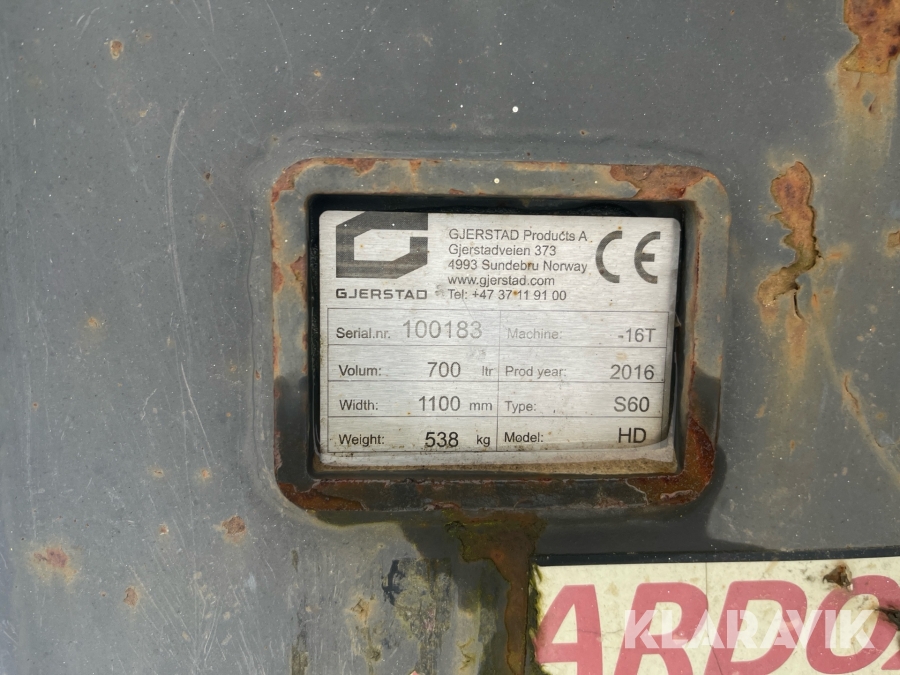 GJERSTAD Products A
Gjerstadveien 373
4993 Sundebru Norway
www.gjerstad.com
Tel: +47 37 11 91 00
CE
GJERSTAD
Serial.nr. 100183 Machine: -16T
Volum: 700 ltr Prod year: 2016
Width: 1100 mm Type: S60
Weight: 538 kg Model: HD
ARDO
KLARAVIK